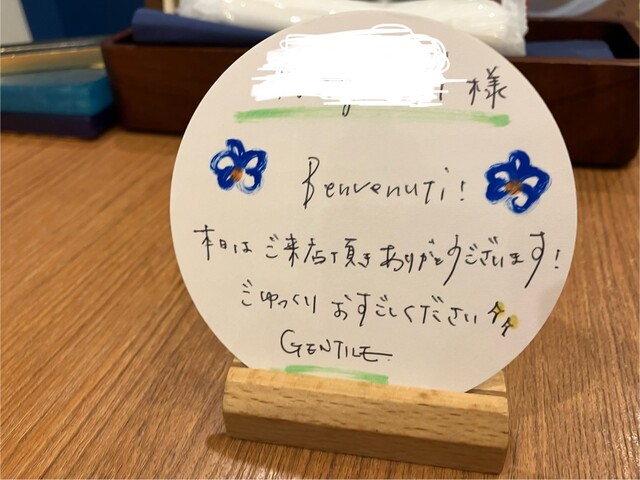 様
Benvenuti!
本日はご来店頂きありがとうございます!
ごゆっくりおすごしください
GENTILE